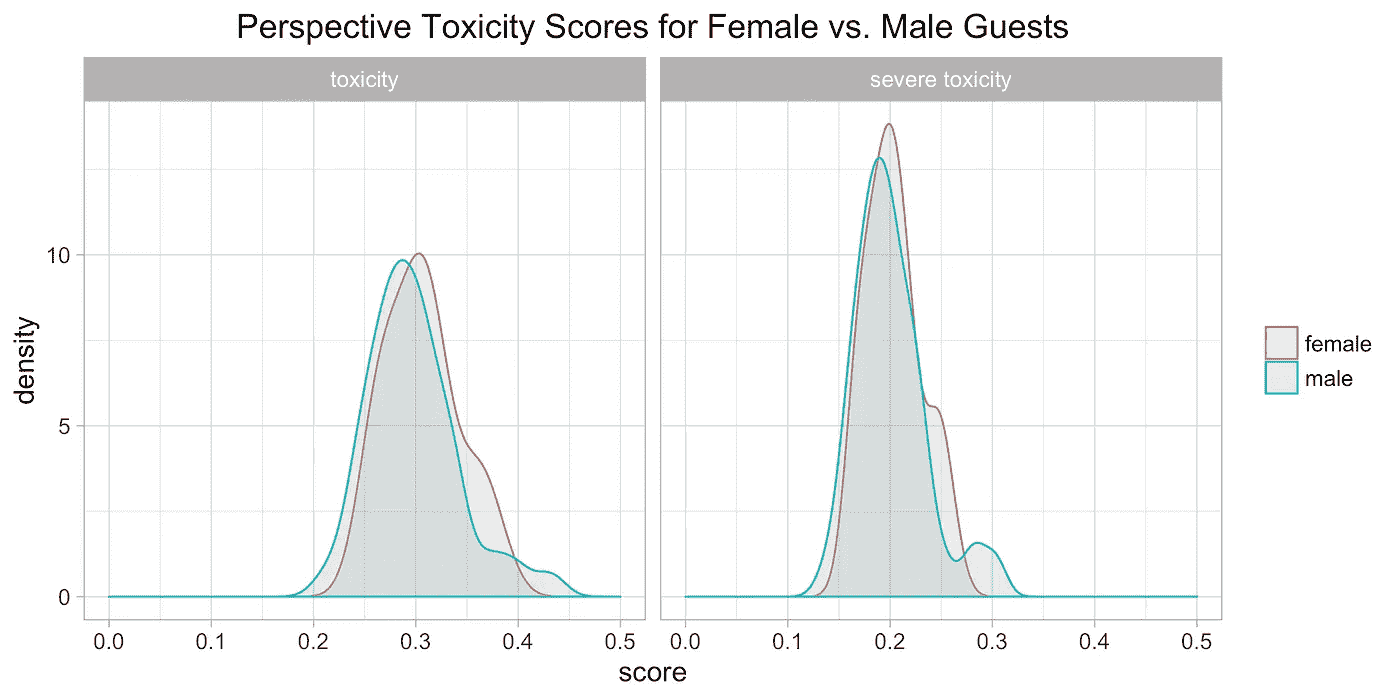 Perspective Toxicity Scores for Female vs. Male Guests
toxicity
severe toxicity
density
10
5
0
0.0 0.1 0.2 0.3 0.4 0.5
0.0 0.1 0.2 0.3 0.4 0.5
score
female
male